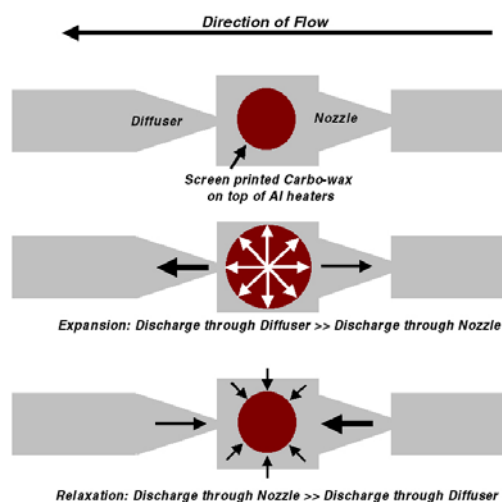 Direction of Flow
Diffuser
Nozzle
Screen printed Carbo-wax
on top of Al heaters
Expansion: Discharge through Diffuser >> Discharge through Nozzle
Relaxation: Discharge through Nozzle >> Discharge through Diffuser